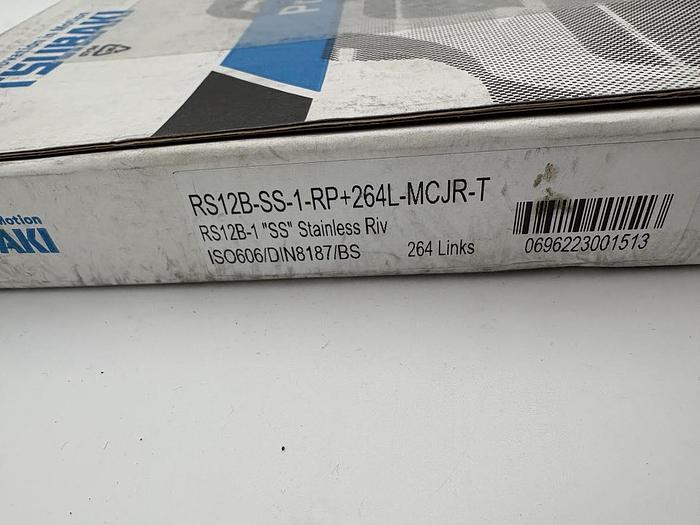 TSUBAKI
Pr
Motion
AKI
RS12B-SS-1-RP+264L-MCJR-T
RS12B-1 "SS" Stainless Riv
ISO606/DIN8187/BS 264 Links
0696223001513